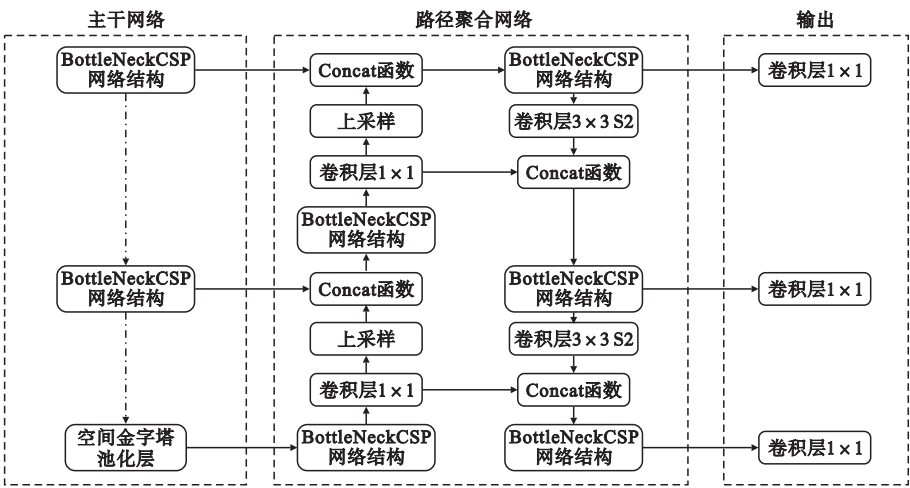 主干网络
路径聚合网络
输出
BottleNeckCSP
网络结构
BottleNeckCSP
网络结构
空间金字塔
池化层
Concat函数
上采样
卷积层1×1
BottleNeckCSP
网络结构
Concat函数
上采样
卷积层1×1
BottleNeckCSP
网络结构
BottleNeckCSP
网络结构
卷积层3×3 S2
Concat函数
BottleNeckCSP
网络结构
卷积层3×3 S2
Concat函数
BottleNeckCSP
网络结构
卷积层1×1
卷积层1×1
卷积层1×1